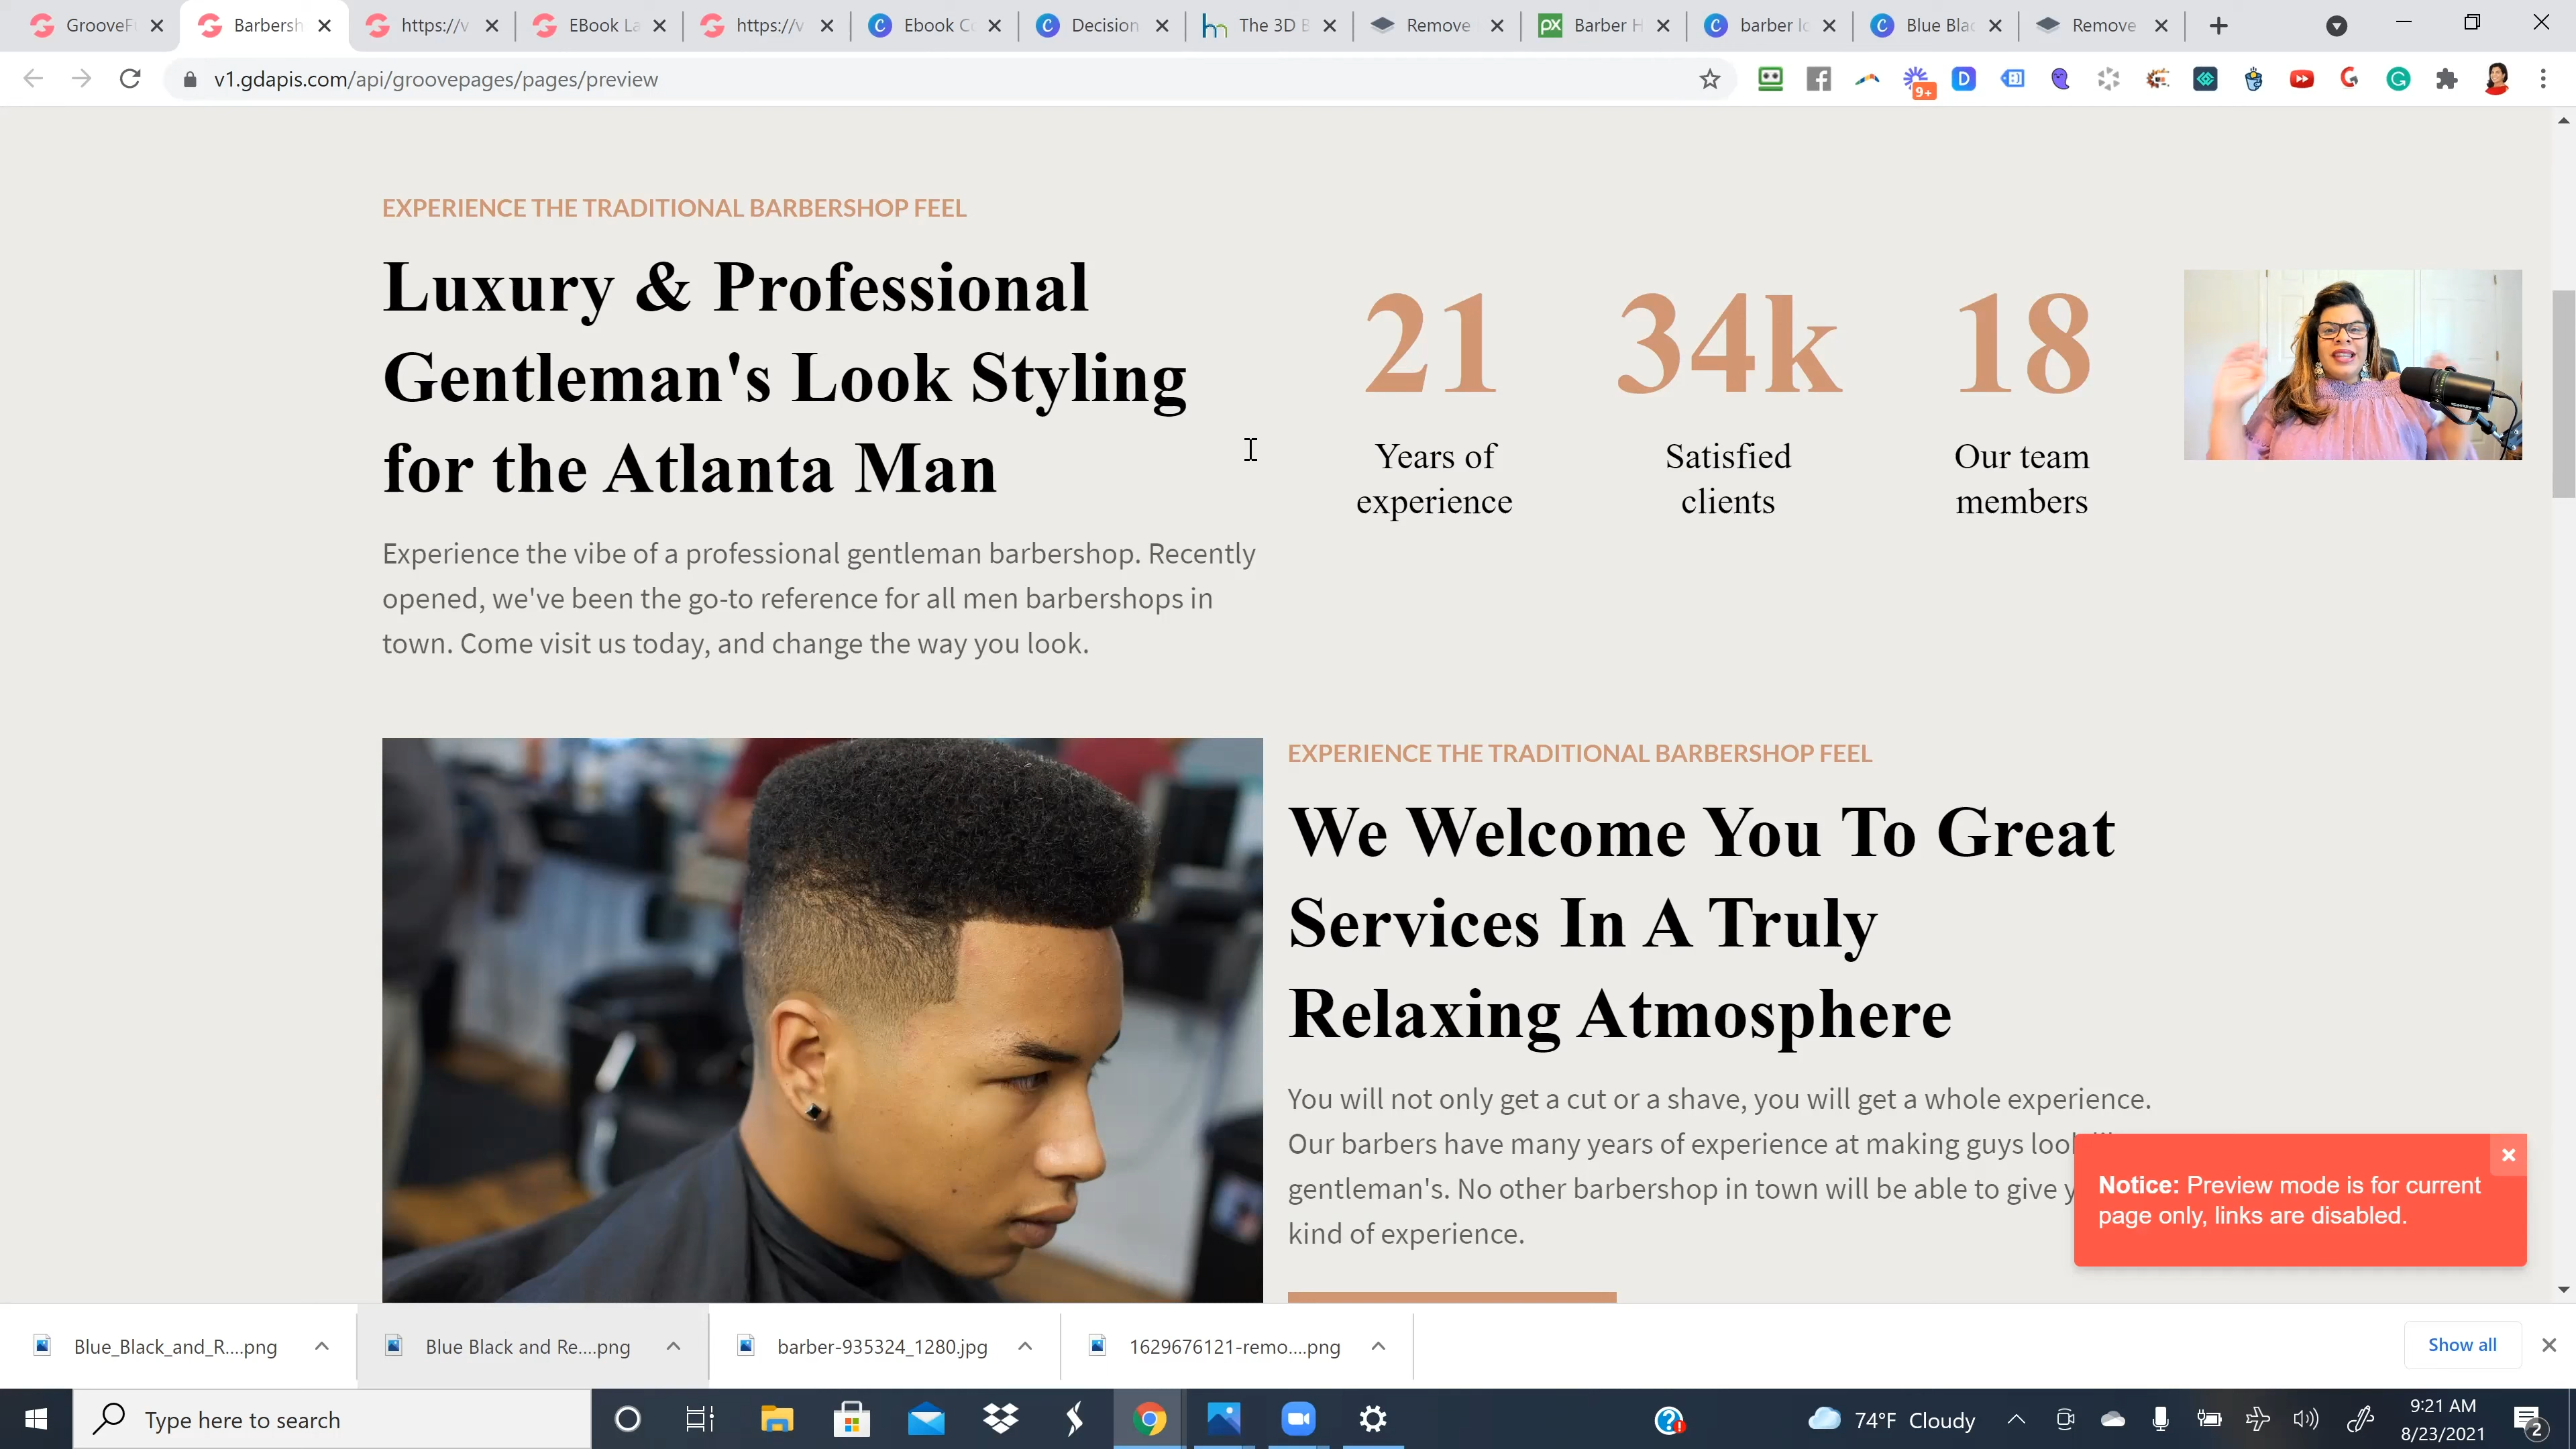 GrooveF
Barbersh
https://v
EBook La
https://v
Ebook C
Decision
The 3D B
Remove
Barber H
barber lo
Blue Blac
Remove
v1.gdapis.com/api/groovepages/pages/preview
9+
EXPERIENCE THE TRADITIONAL BARBERSHOP FEEL
Luxury & Professional
Gentleman's Look Styling
for the Atlanta Man
Experience the vibe of a professional gentleman barbershop. Recently
opened, we've been the go-to reference for all men barbershops in
town. Come visit us today, and change the way you look.
21
Years of
experience
34k
Satisfied
clients
18
Our team
members
EXPERIENCE THE TRADITIONAL BARBERSHOP FEEL
We Welcome You To Great
Services In A Truly
Relaxing Atmosphere
You will not only get a cut or a shave, you will get a whole experience.
Our barbers have many years of experience at making guys look
gentleman's. No other barbershop in town will be able to give
kind of experience.
Notice: Preview mode is for current
page only, links are disabled.
Blue_Black_and_R....png
Blue Black and Re....png
barber-935324_1280.jpg
1629676121-remo....png
Show all
Type here to search
74°F Cloudy
9:21 AM
8/23/2021
2